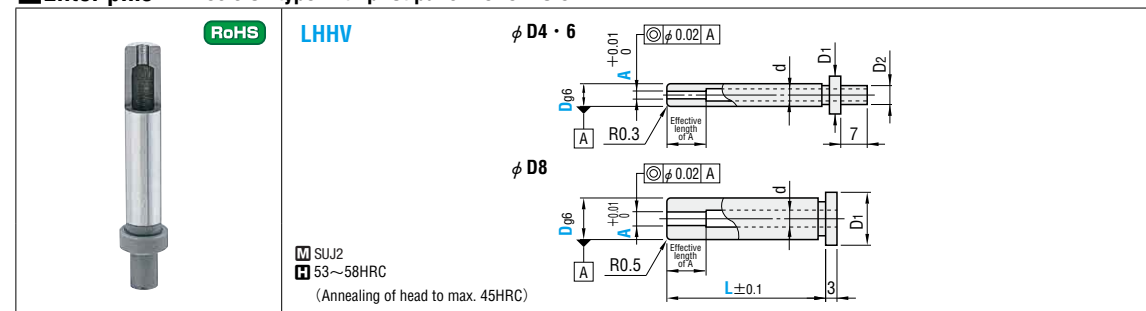 RoHS
LHHV
φ D4・6
◎ φ 0.02 A
A +0.01 0
Dg6
A
R0.3
Effective
length
of A
d
D1
D2
7
φ D8
◎ φ 0.02 A
A +0.01 0
Dg6
A
R0.5
Effective
length
of A
d
D1
L±0.1
3
M SUJ2
H 53～58HRC
(Annealing of head to max. 45HRC)